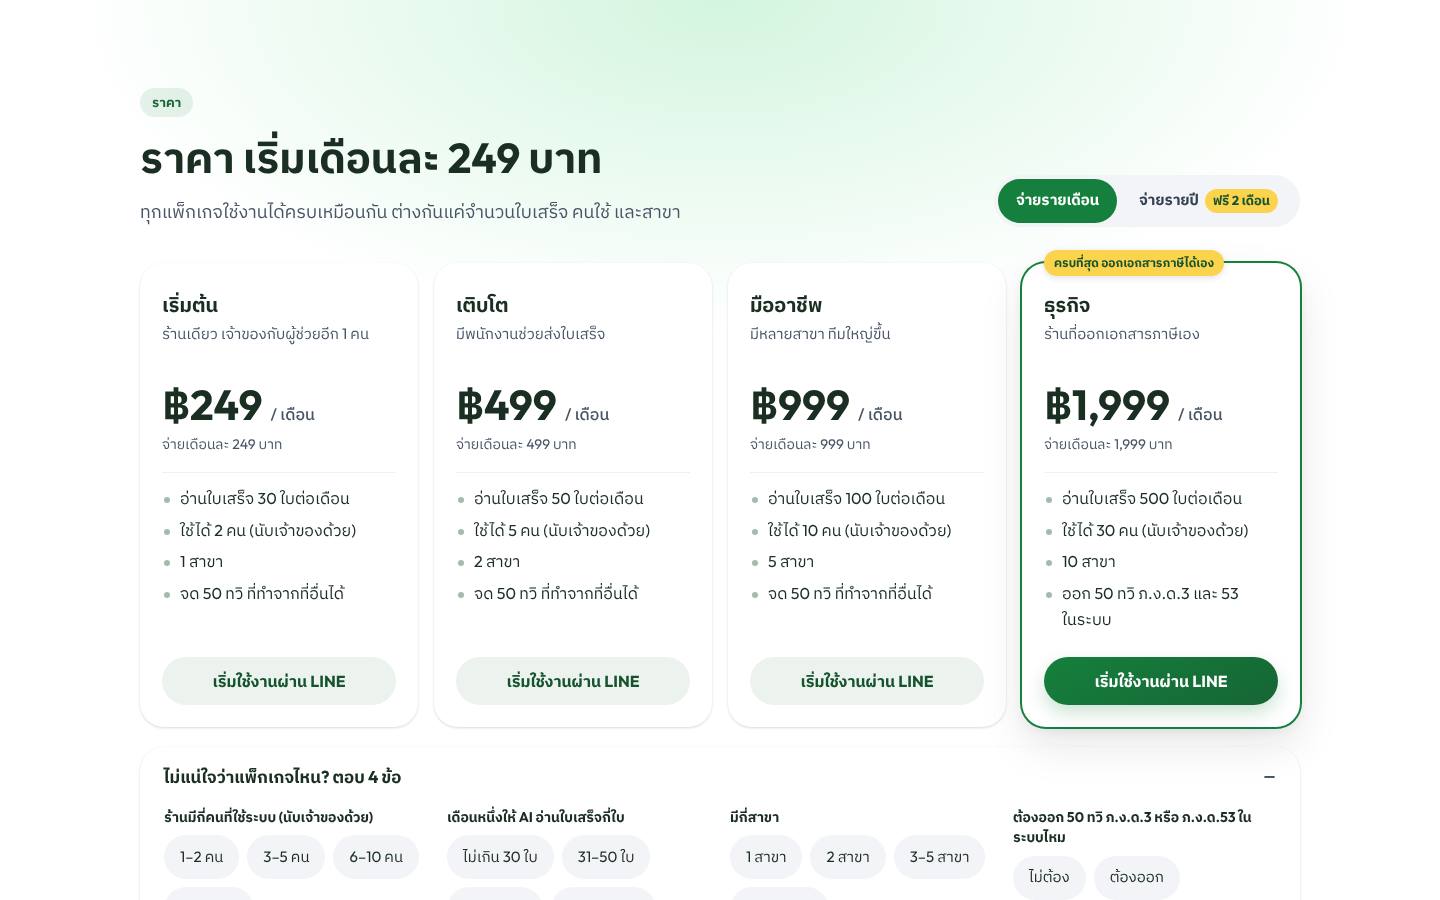 ราคา
ราคา เริ่มเดือนละ 249 บาท
ทุกแพ็กเกจใช้งานได้ครบเหมือนกัน ต่างกันแค่จำนวนใบเสร็จ คนใช้ และสาขา
จ่ายรายเดือน
จ่ายรายปี ฟรี 2 เดือน
เริ่มต้น
ร้านเดียว เจ้าของกับผู้ช่วยอีก 1 คน
฿249 / เดือน
จ่ายเดือนละ 249 บาท
อ่านใบเสร็จ 30 ใบต่อเดือน
ใช้ได้ 2 คน (นับเจ้าของด้วย)
1 สาขา
จด 50 ทวิ ที่ทำจากที่อื่นได้
เริ่มใช้งานผ่าน LINE
เติบโต
มีพนักงานช่วยส่งใบเสร็จ
฿499 / เดือน
จ่ายเดือนละ 499 บาท
อ่านใบเสร็จ 50 ใบต่อเดือน
ใช้ได้ 5 คน (นับเจ้าของด้วย)
2 สาขา
จด 50 ทวิ ที่ทำจากที่อื่นได้
เริ่มใช้งานผ่าน LINE
มืออาชีพ
มีหลายสาขา ทีมใหญ่ขึ้น
฿999 / เดือน
จ่ายเดือนละ 999 บาท
อ่านใบเสร็จ 100 ใบต่อเดือน
ใช้ได้ 10 คน (นับเจ้าของด้วย)
5 สาขา
จด 50 ทวิ ที่ทำจากที่อื่นได้
เริ่มใช้งานผ่าน LINE
ครบที่สุด ออกเอกสารภาษีได้เอง
ธุรกิจ
ร้านที่ออกเอกสารภาษีเอง
฿1,999 / เดือน
จ่ายเดือนละ 1,999 บาท
อ่านใบเสร็จ 500 ใบต่อเดือน
ใช้ได้ 30 คน (นับเจ้าของด้วย)
10 สาขา
ออก 50 ทวิ ภ.ง.ด.3 และ 53
ในระบบ
เริ่มใช้งานผ่าน LINE
ไม่แน่ใจว่าแพ็กเกจไหน? ตอบ 4 ข้อ
ร้านมีกี่คนที่ใช้ระบบ (นับเจ้าของด้วย)
1–2 คน
3–5 คน
6–10 คน
เดือนหนึ่งให้ AI อ่านใบเสร็จกี่ใบ
ไม่เกิน 30 ใบ
31–50 ใบ
มีกี่สาขา
1 สาขา
2 สาขา
3–5 สาขา
ต้องออก 50 ทวิ ภ.ง.ด.3 หรือ ภ.ง.ด.53 ใน
ระบบไหม
ไม่ต้อง
ต้องออก